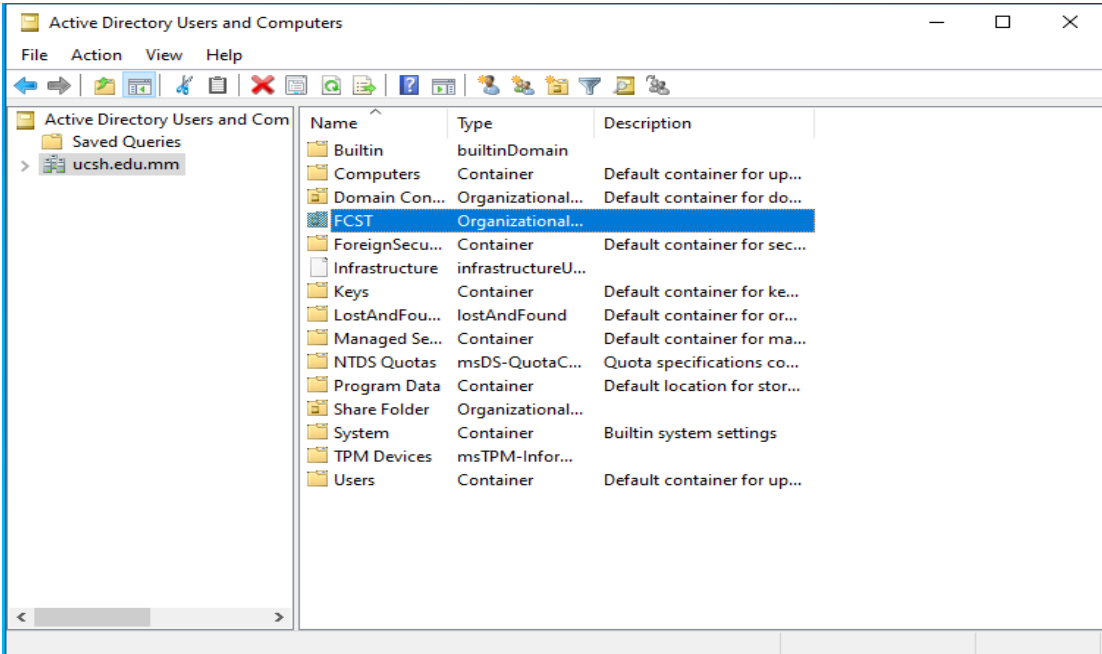 Active Directory Users and Computers
File Action View Help
Active Directory Users and Com
Saved Queries
ucsh.edu.mm
Name Type Description
Builtin builtinDomain
Computers Container Default container for up...
Domain Con... Organizational... Default container for do...
FCST Organizational...
ForeignSecu... Container Default container for sec...
Infrastructure infrastructureU...
Keys Container Default container for ke...
LostAndFou... lostAndFound Default container for or...
Managed Se... Container Default container for ma...
NTDS Quotas msDS-QuotaC... Quota specifications co...
Program Data Container Default location for stor...
Share Folder Organizational...
System Container Builtin system settings
TPM Devices msTPM-Infor...
Users Container Default container for up...